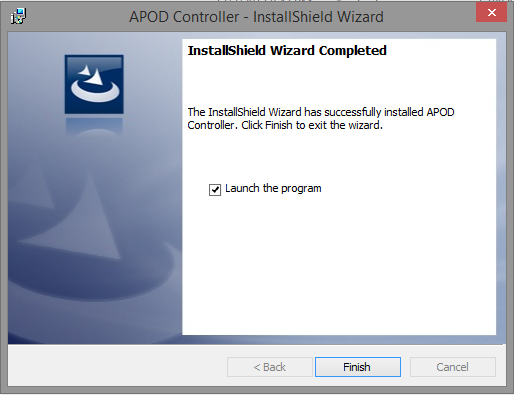 APOD Controller - InstallShield Wizard
InstallShield Wizard Completed
The InstallShield Wizard has successfully installed APOD
Controller. Click Finish to exit the wizard.
Launch the program
< Back
Finish
Cancel